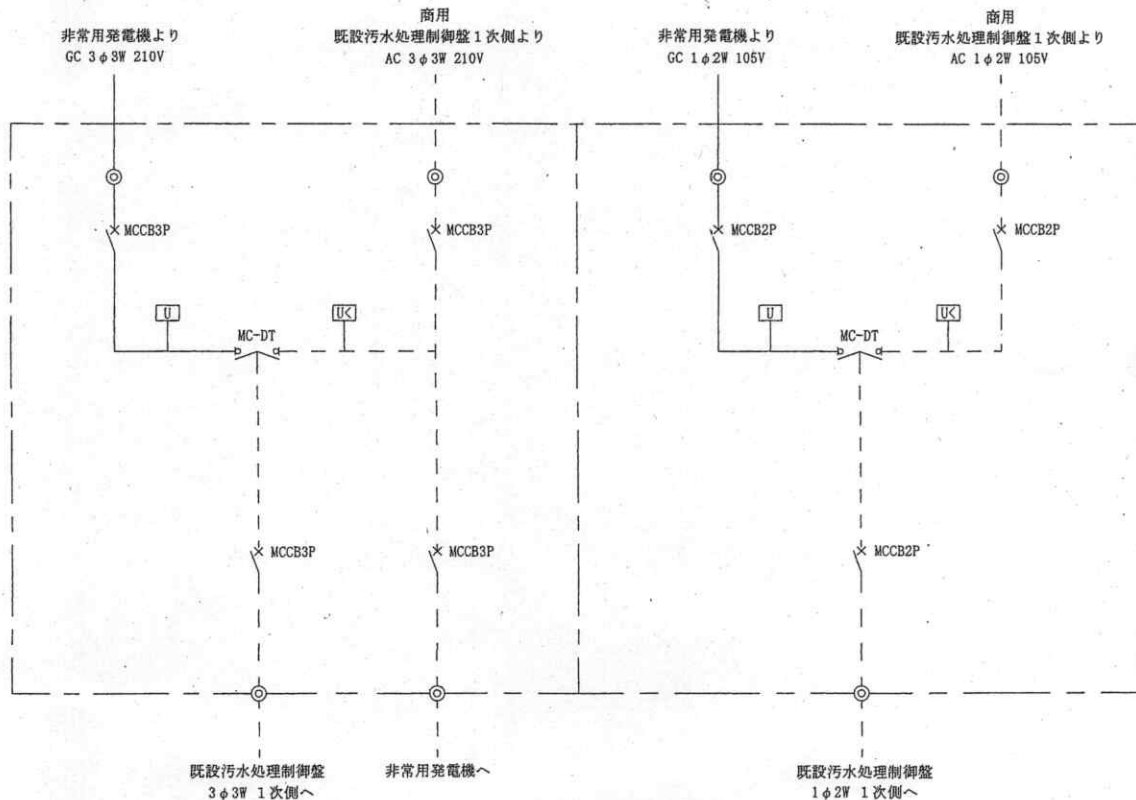 非常用発電機より
GC 3φ3W 210V
商用
既設汚水処理制御盤1次側より
AC 3φ3W 210V
非常用発電機より
GC 1φ2W 105V
商用
既設汚水処理制御盤1次側より
AC 1φ2W 105V
MCCB3P
MCCB3P
MCCB2P
MCCB2P
U
U<
U
U<
MC-DT
MC-DT
MCCB3P
MCCB3P
MCCB2P
既設汚水処理制御盤
3φ3W 1次側へ
非常用発電機へ
既設汚水処理制御盤
1φ2W 1次側へ